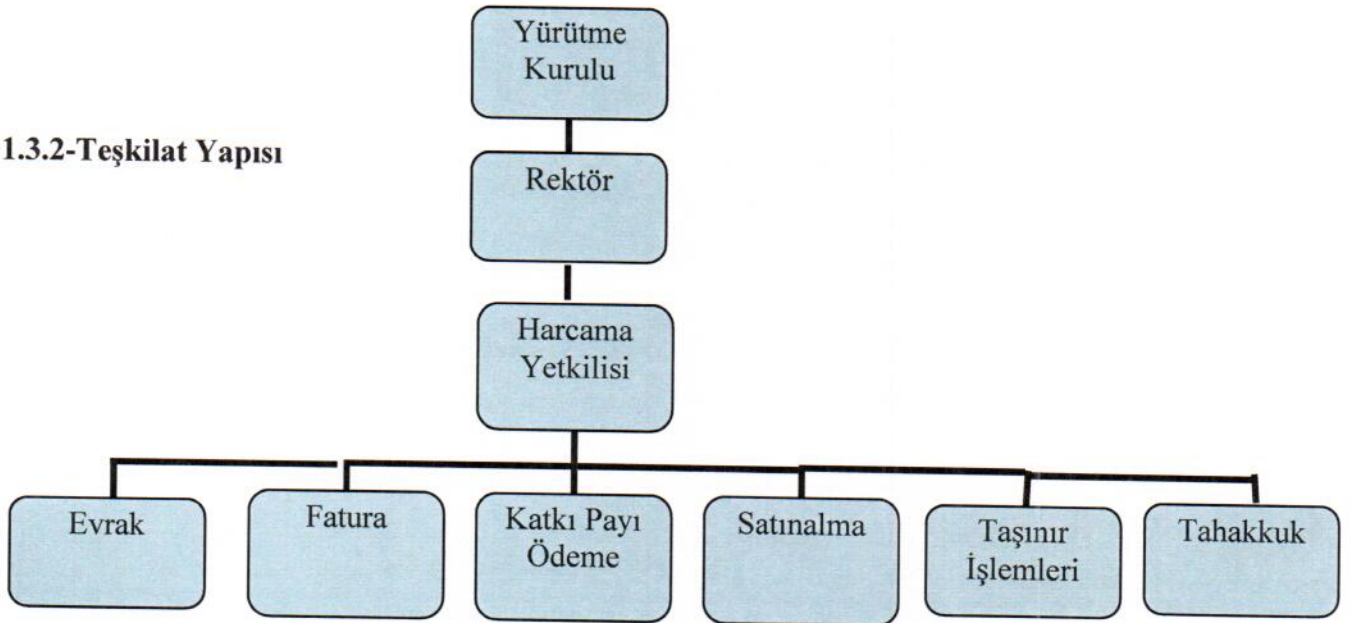 Yürütme
Kurulu
1.3.2-Teşkilat Yapısı
Rektör
Harcama
Yetkilisi
Evrak
Fatura
Katkı Payı
Ödeme
Satınalma
Taşınır
İşlemleri
Tahakkuk